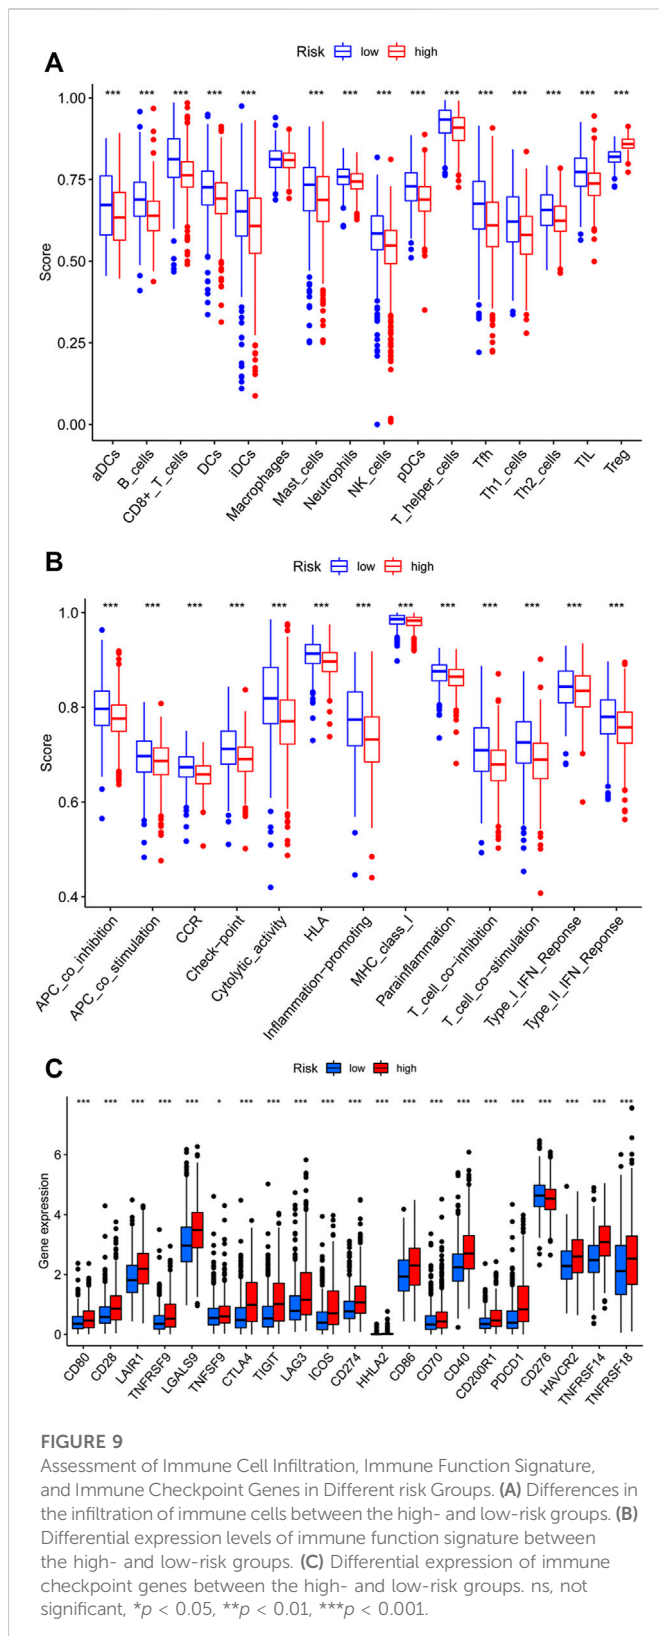 A
Risk low high
*** *** *** *** *** *** *** *** *** *** *** *** *** *** ***
1.00
0.75
0.50
0.25
0.00
Score
aDCs
B_cells
CD8+_T_cells
DCs
iDCs
Macrophages
Mast_cells
Neutrophils
NK_cells
pDCs
T_helper_cells
Tfh
Th1_cells
Th2_cells
TIL
Treg
B
Risk low high
*** *** *** *** *** *** *** *** *** *** *** *** ***
1.0
0.8
0.6
0.4
Score
APC_co_inhibition
APC_co_stimulation
CCR
Check-point
Cytolytic_activity
HLA
Inflammation-promoting
MHC_class_I
Parainflammation
T_cell_co-inhibition
T_cell_co-stimulation
Type_I_IFN_Reponse
Type_II_IFN_Reponse
C
Risk low high
*** *** *** *** *** * *** *** *** *** *** *** *** *** *** *** *** *** *** *** ***
6
4
2
0
Gene expression
CD80
CD28
LAIR1
TNFRSF9
LGALS9
TNFSF9
CTLA4
TIGIT
LAG3
ICOS
CD274
HHLA2
CD86
CD70
CD40
CD200R1
PDCD1
CD276
HAVCR2
TNFRSF14
TNFRSF18
FIGURE 9
Assessment of Immune Cell Infiltration, Immune Function Signature,
and Immune Checkpoint Genes in Different risk Groups. (A) Differences in
the infiltration of immune cells between the high- and low-risk groups. (B)
Differential expression levels of immune function signature between
the high- and low-risk groups. (C) Differential expression of immune
checkpoint genes between the high- and low-risk groups. ns, not
significant, *p < 0.05, **p < 0.01, ***p < 0.001.